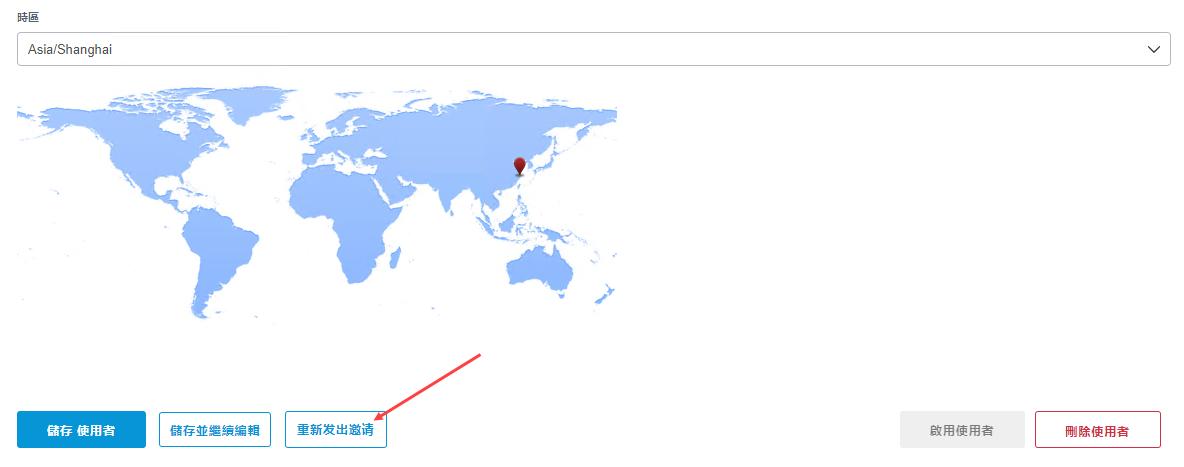 時區
Asia/Shanghai
儲存 使用者
儲存並繼續編輯
重新发出邀请
啟用使用者
刪除使用者